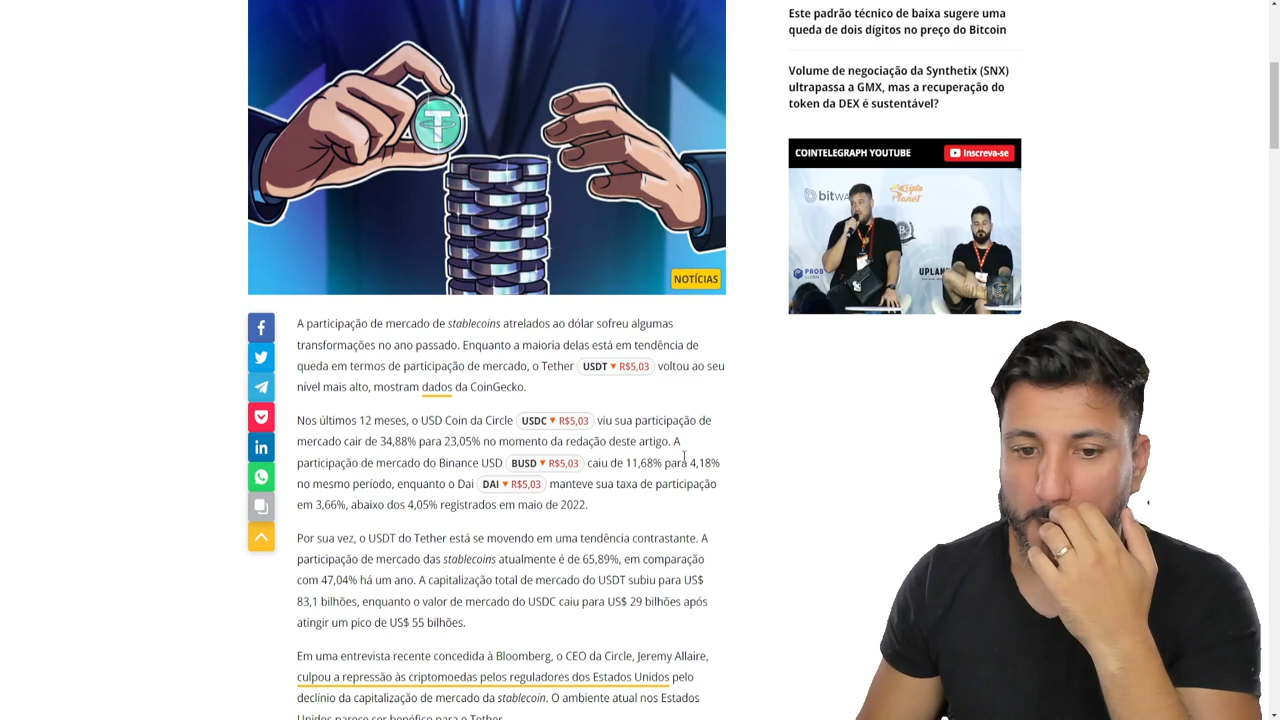 Este padrão técnico de baixa sugere uma
queda de dois dígitos no preço do Bitcoin
Volume de negociação da Synthetix (SNX)
ultrapassa a GMX, mas a recuperação do
token da DEX é sustentável?
COINTELEGRAPH YOUTUBE
Inscreva-se
NOTÍCIAS
A participação de mercado de stablecoins atrelados ao dólar sofreu algumas
transformações no ano passado. Enquanto a maioria delas está em tendência de
queda em termos de participação de mercado, o Tether USDT ▼ R$5,03 voltou ao seu
nível mais alto, mostram dados da CoinGecko.
Nos últimos 12 meses, o USD Coin da Circle USDC ▼ R$5,03 viu sua participação de
mercado cair de 34,88% para 23,05% no momento da redação deste artigo. A
participação de mercado do Binance USD BUSD ▼ R$5,03 caiu de 11,68% para 4,18%
no mesmo período, enquanto o Dai DAI ▼ R$5,03 manteve sua taxa de participação
em 3,66%, abaixo dos 4,05% registrados em maio de 2022.
Por sua vez, o USDT do Tether está se movendo em uma tendência contrastante. A
participação de mercado das stablecoins atualmente é de 65,89%, em comparação
com 47,04% há um ano. A capitalização total de mercado do USDT subiu para US$
83,1 bilhões, enquanto o valor de mercado do USDC caiu para US$ 29 bilhões após
atingir um pico de US$ 55 bilhões.
Em uma entrevista recente concedida à Bloomberg, o CEO da Circle, Jeremy Allaire,
culpou a repressão às criptomoedas pelos reguladores dos Estados Unidos pelo
declínio da capitalização de mercado da stablecoin. O ambiente atual nos Estados
Unidos parece ser benéfico para o Tether.